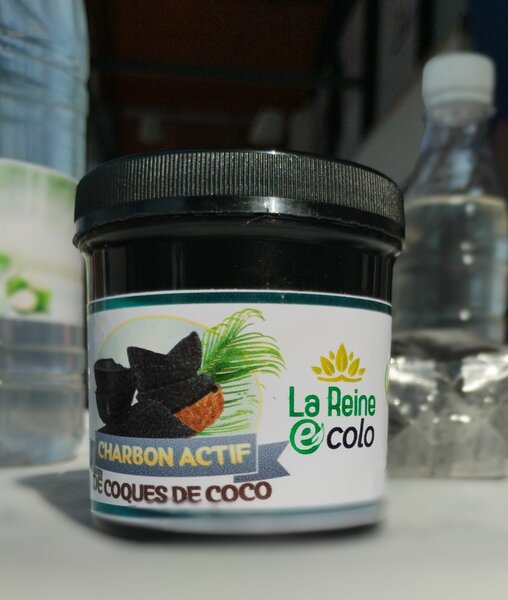 CHARBON ACTIF
DE COQUES DE COCO
La Reine
ecolo